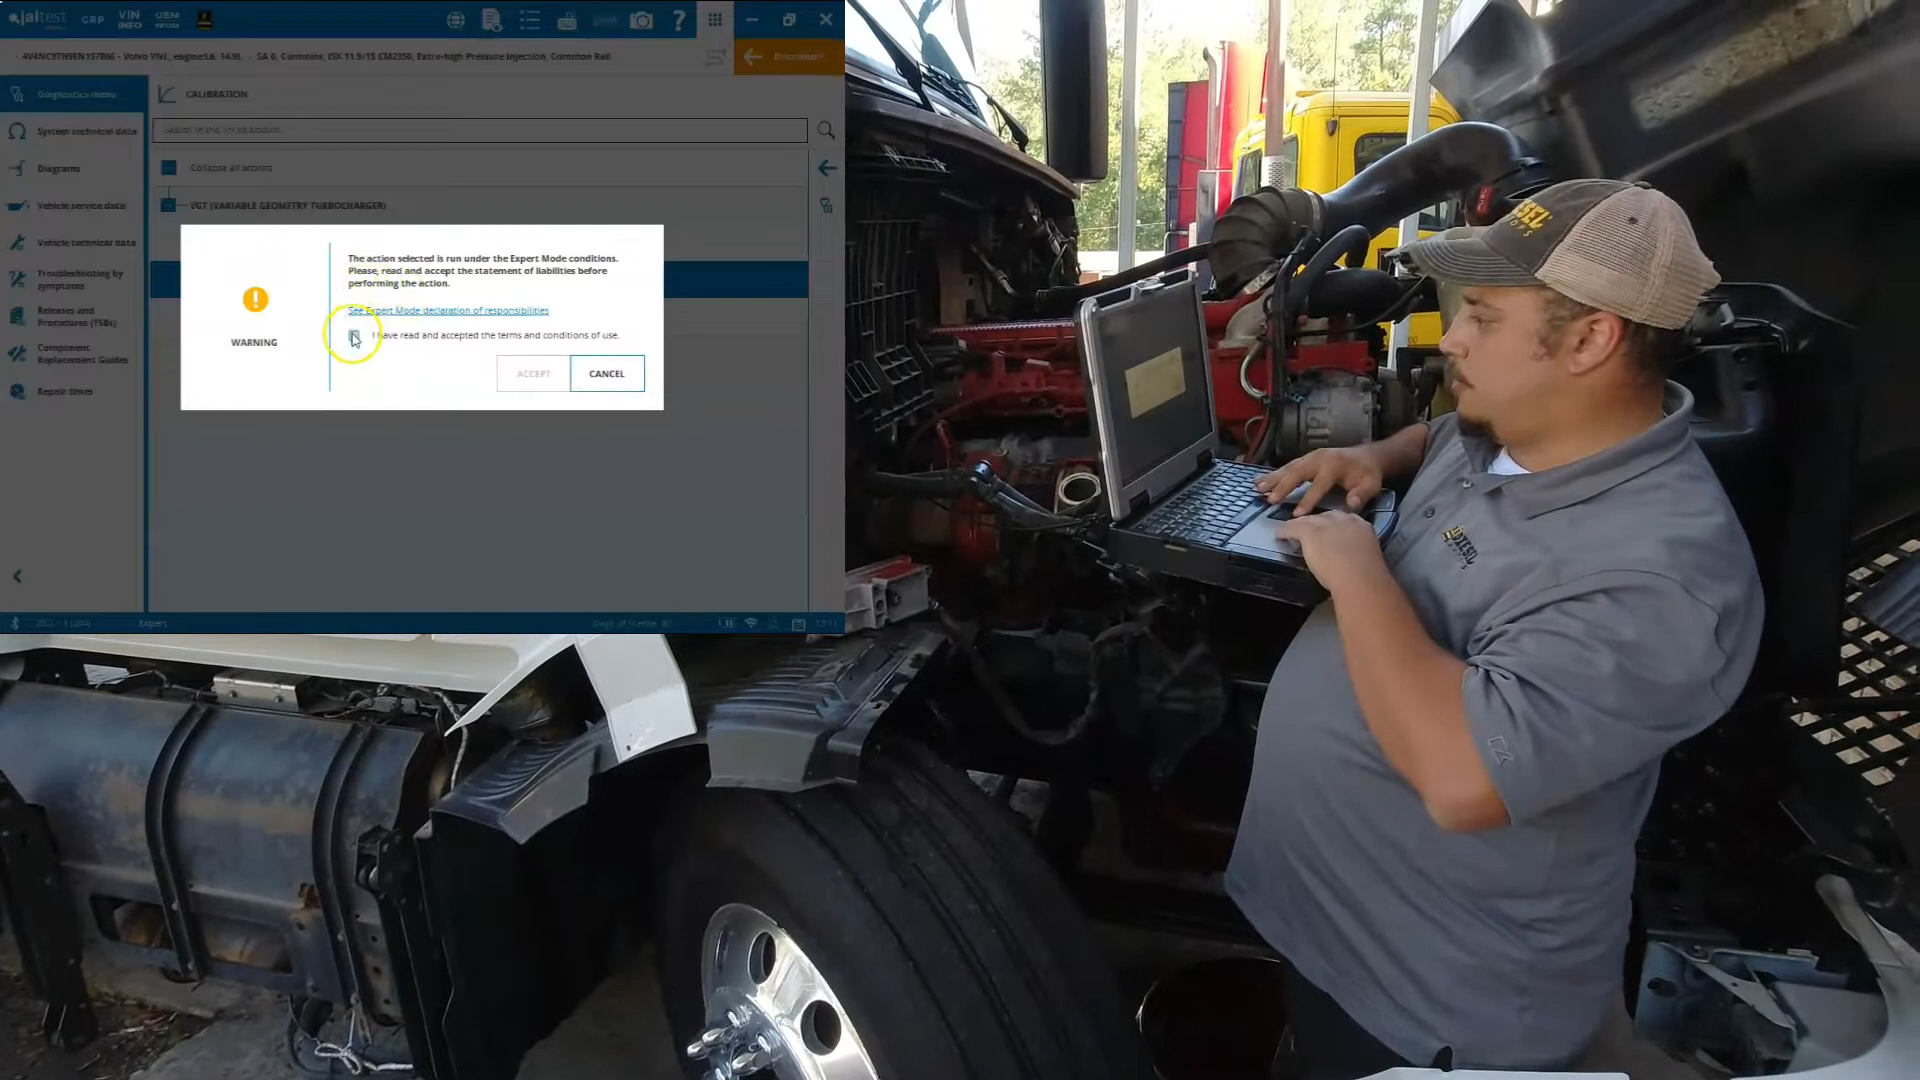 jaltest GRP VIN INFO OEM
Volvo VNL, engine L6, 14.9L SA 0, Cummins, ISX 11.9/15 CM2350, Extra-high Pressure Injection, Common Rail
Diagnostics menu
System technical data
Diagrams
Vehicle service data
Vehicle technical data
Troubleshooting by
symptoms
Releases and
Procedures (TSBs)
Component
Replacement Guides
Repair times
CALIBRATION
Collapse all actions
VGT (VARIABLE GEOMETRY TURBOCHARGER)
WARNING
The action selected is run under the Expert Mode conditions.
Please, read and accept the statement of liabilities before
performing the action.
See Expert Mode declaration of responsibilities
I have read and accepted the terms and conditions of use.
ACCEPT
CANCEL
Expert
DIESEL
DIESEL